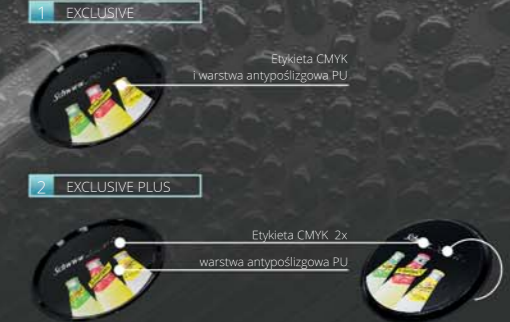 1 EXCLUSIVE
Etykieta CMYK
i warstwa antypoślizgowa PU
2 EXCLUSIVE PLUS
Etykieta CMYK 2x
warstwa antypoślizgowa PU